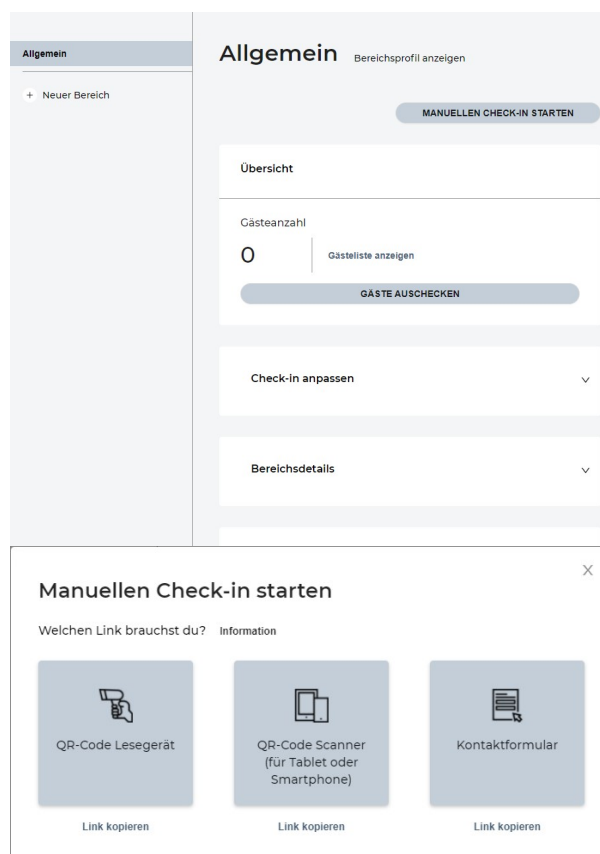 Allgemein
+ Neuer Bereich
Allgemein Bereichsprofil anzeigen
MANUELLEN CHECK-IN STARTEN
Übersicht
Gästeanzahl
0 Gästeliste anzeigen
GÄSTE AUSCHECKEN
Check-in anpassen
Bereichsdetails
X
Manuellen Check-in starten
Welchen Link brauchst du? Information
QR-Code Lesegerät
Link kopieren
QR-Code Scanner
(für Tablet oder
Smartphone)
Link kopieren
Kontaktformular
Link kopieren